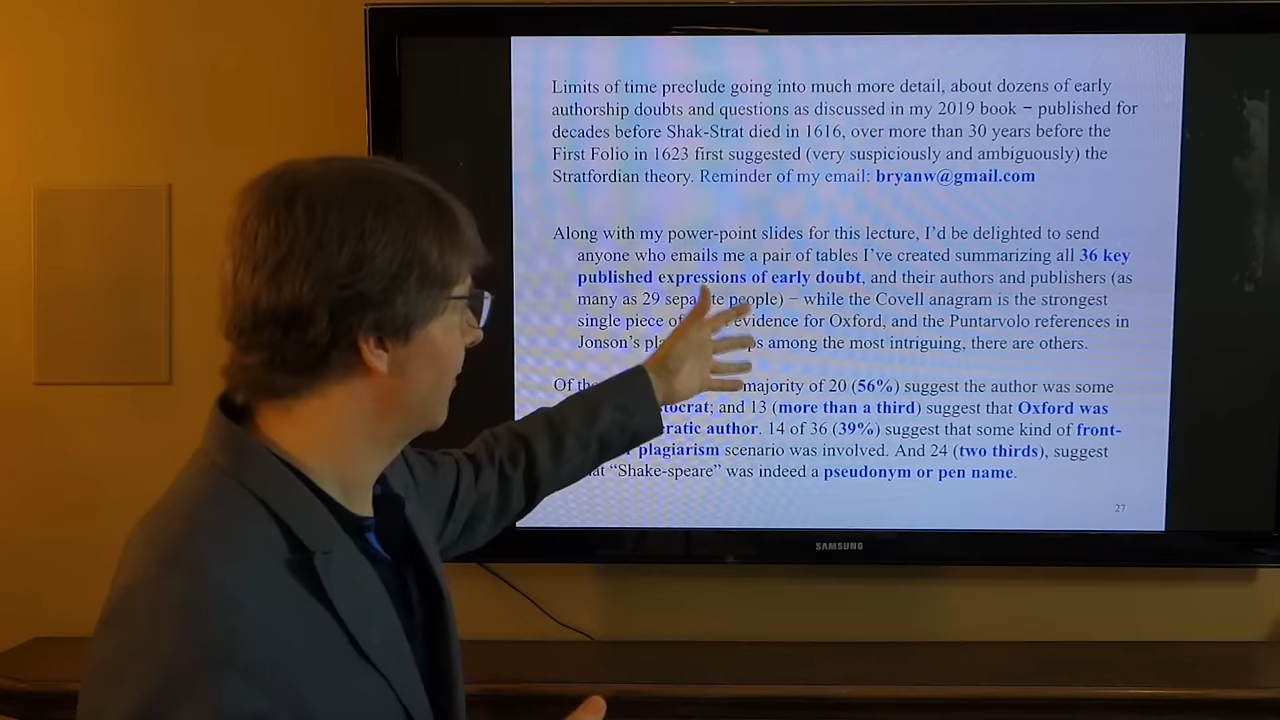 Limits of time preclude going into much more detail, about dozens of early
authorship doubts and questions as discussed in my 2019 book − published for
decades before Shak-Strat died in 1616, over more than 30 years before the
First Folio in 1623 first suggested (very suspiciously and ambiguously) the
Stratfordian theory. Reminder of my email: bryanw@gmail.com
Along with my power-point slides for this lecture, I’d be delighted to send
anyone who emails me a pair of tables I’ve created summarizing all 36 key
published expressions of early doubt, and their authors and publishers (as
many as 29 people) − while the Covell anagram is the strongest
single piece of evidence for Oxford, and the Puntarvolo references in
Jonson’s among the most intriguing, there are others.
Of majority of 20 (56%) suggest the author was some
and 13 (more than a third) suggest that Oxford was
author. 14 of 36 (39%) suggest that some kind of front-
plagiarism scenario was involved. And 24 (two thirds), suggest
“Shake-speare” was indeed a pseudonym or pen name.
27
SAMSUNG